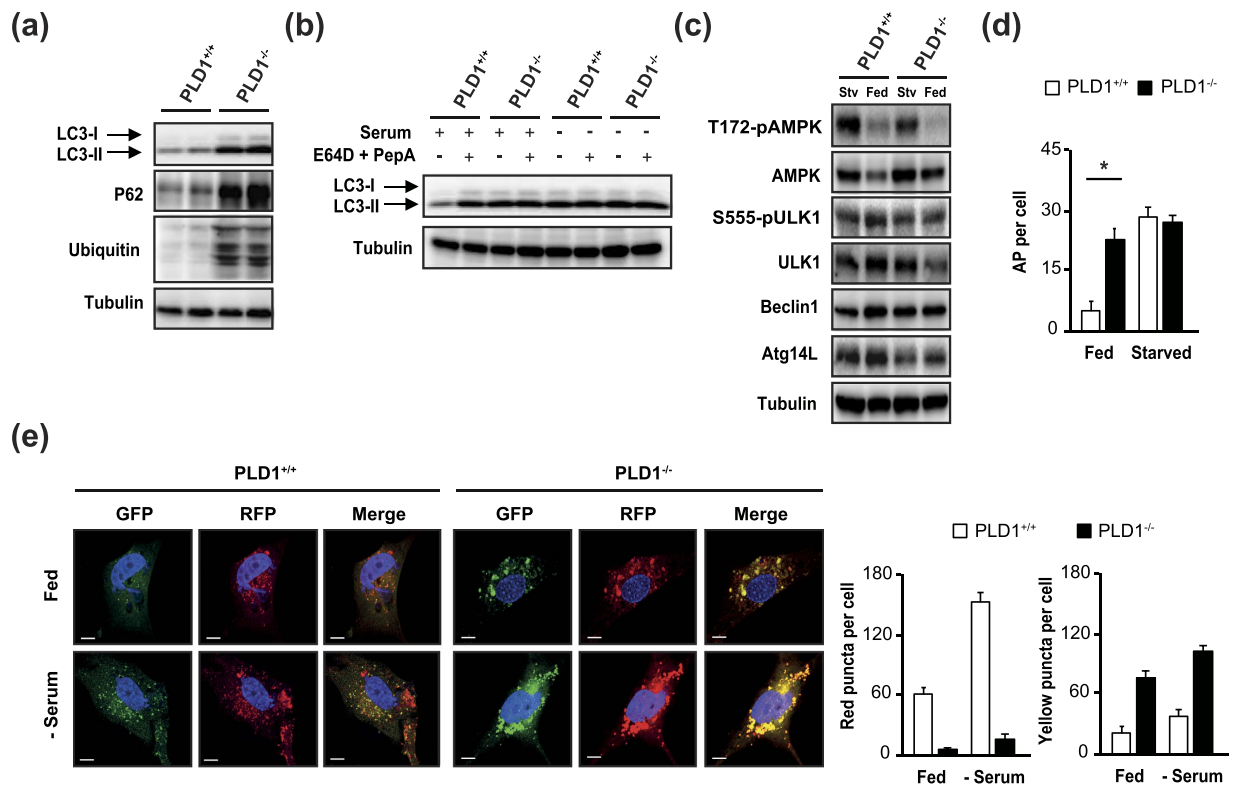 (a)
PLD1+/+ PLD1-/-
LC3-I
LC3-II
P62
Ubiquitin
Tubulin
(b)
PLD1+/+ PLD1-/- PLD1+/+ PLD1-/-
Serum + + + + - - - -
E64D + PepA - + - + - + - +
LC3-I
LC3-II
Tubulin
(c)
PLD1+/+ PLD1-/-
Stv Fed Stv Fed
T172-pAMPK
AMPK
S555-pULK1
ULK1
Beclin1
Atg14L
Tubulin
(d)
PLD1+/+ PLD1-/-
AP per cell
45
30
15
0
*
Fed Starved
(e)
PLD1+/+ PLD1-/-
GFP RFP Merge GFP RFP Merge
Fed
- Serum
PLD1+/+ PLD1-/-
Red puncta per cell
180
120
60
0
Fed - Serum
Yellow puncta per cell
180
120
60
0
Fed - Serum